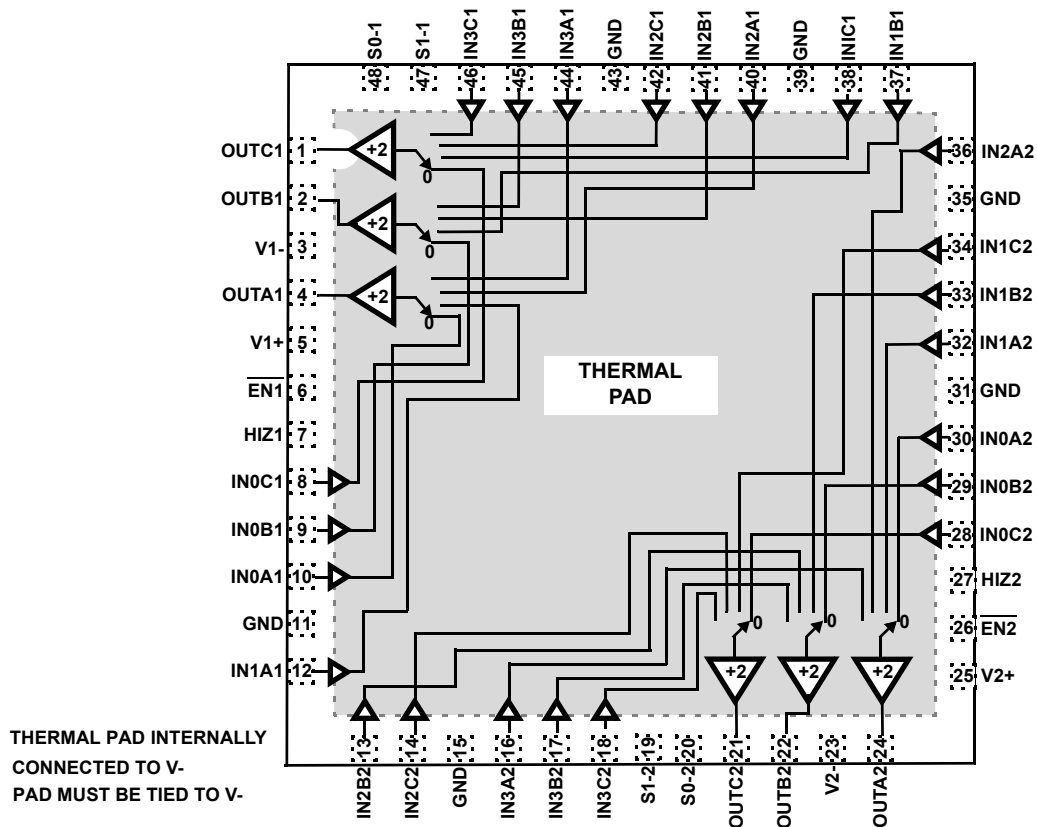 48 S0-1
47 S1-1
46 IN3C1
45 IN3B1
44 IN3A1
43 GND
42 IN2C1
41 IN2B1
40 IN2A1
39 GND
38 INIC1
37 IN1B1
OUTC1 1
OUTB1 2
V1- 3
OUTA1 4
V1+ 5
EN1 6
HIZ1 7
IN0C1 8
IN0B1 9
IN0A1 10
GND 11
IN1A1 12
+2
0
+2
0
+2
0
THERMAL
PAD
36 IN2A2
35 GND
34 IN1C2
33 IN1B2
32 IN1A2
31 GND
30 IN0A2
29 IN0B2
28 IN0C2
27 HIZ2
26 EN2
25 V2+
0
0
0
+2
+2
+2
IN2B2 13
IN2C2 14
GND 15
IN3A2 16
IN3B2 17
IN3C2 18
S1-2 19
S0-2 20
OUTC2 21
OUTB2 22
V2- 23
OUTA2 24
THERMAL PAD INTERNALLY
CONNECTED TO V-
PAD MUST BE TIED TO V-